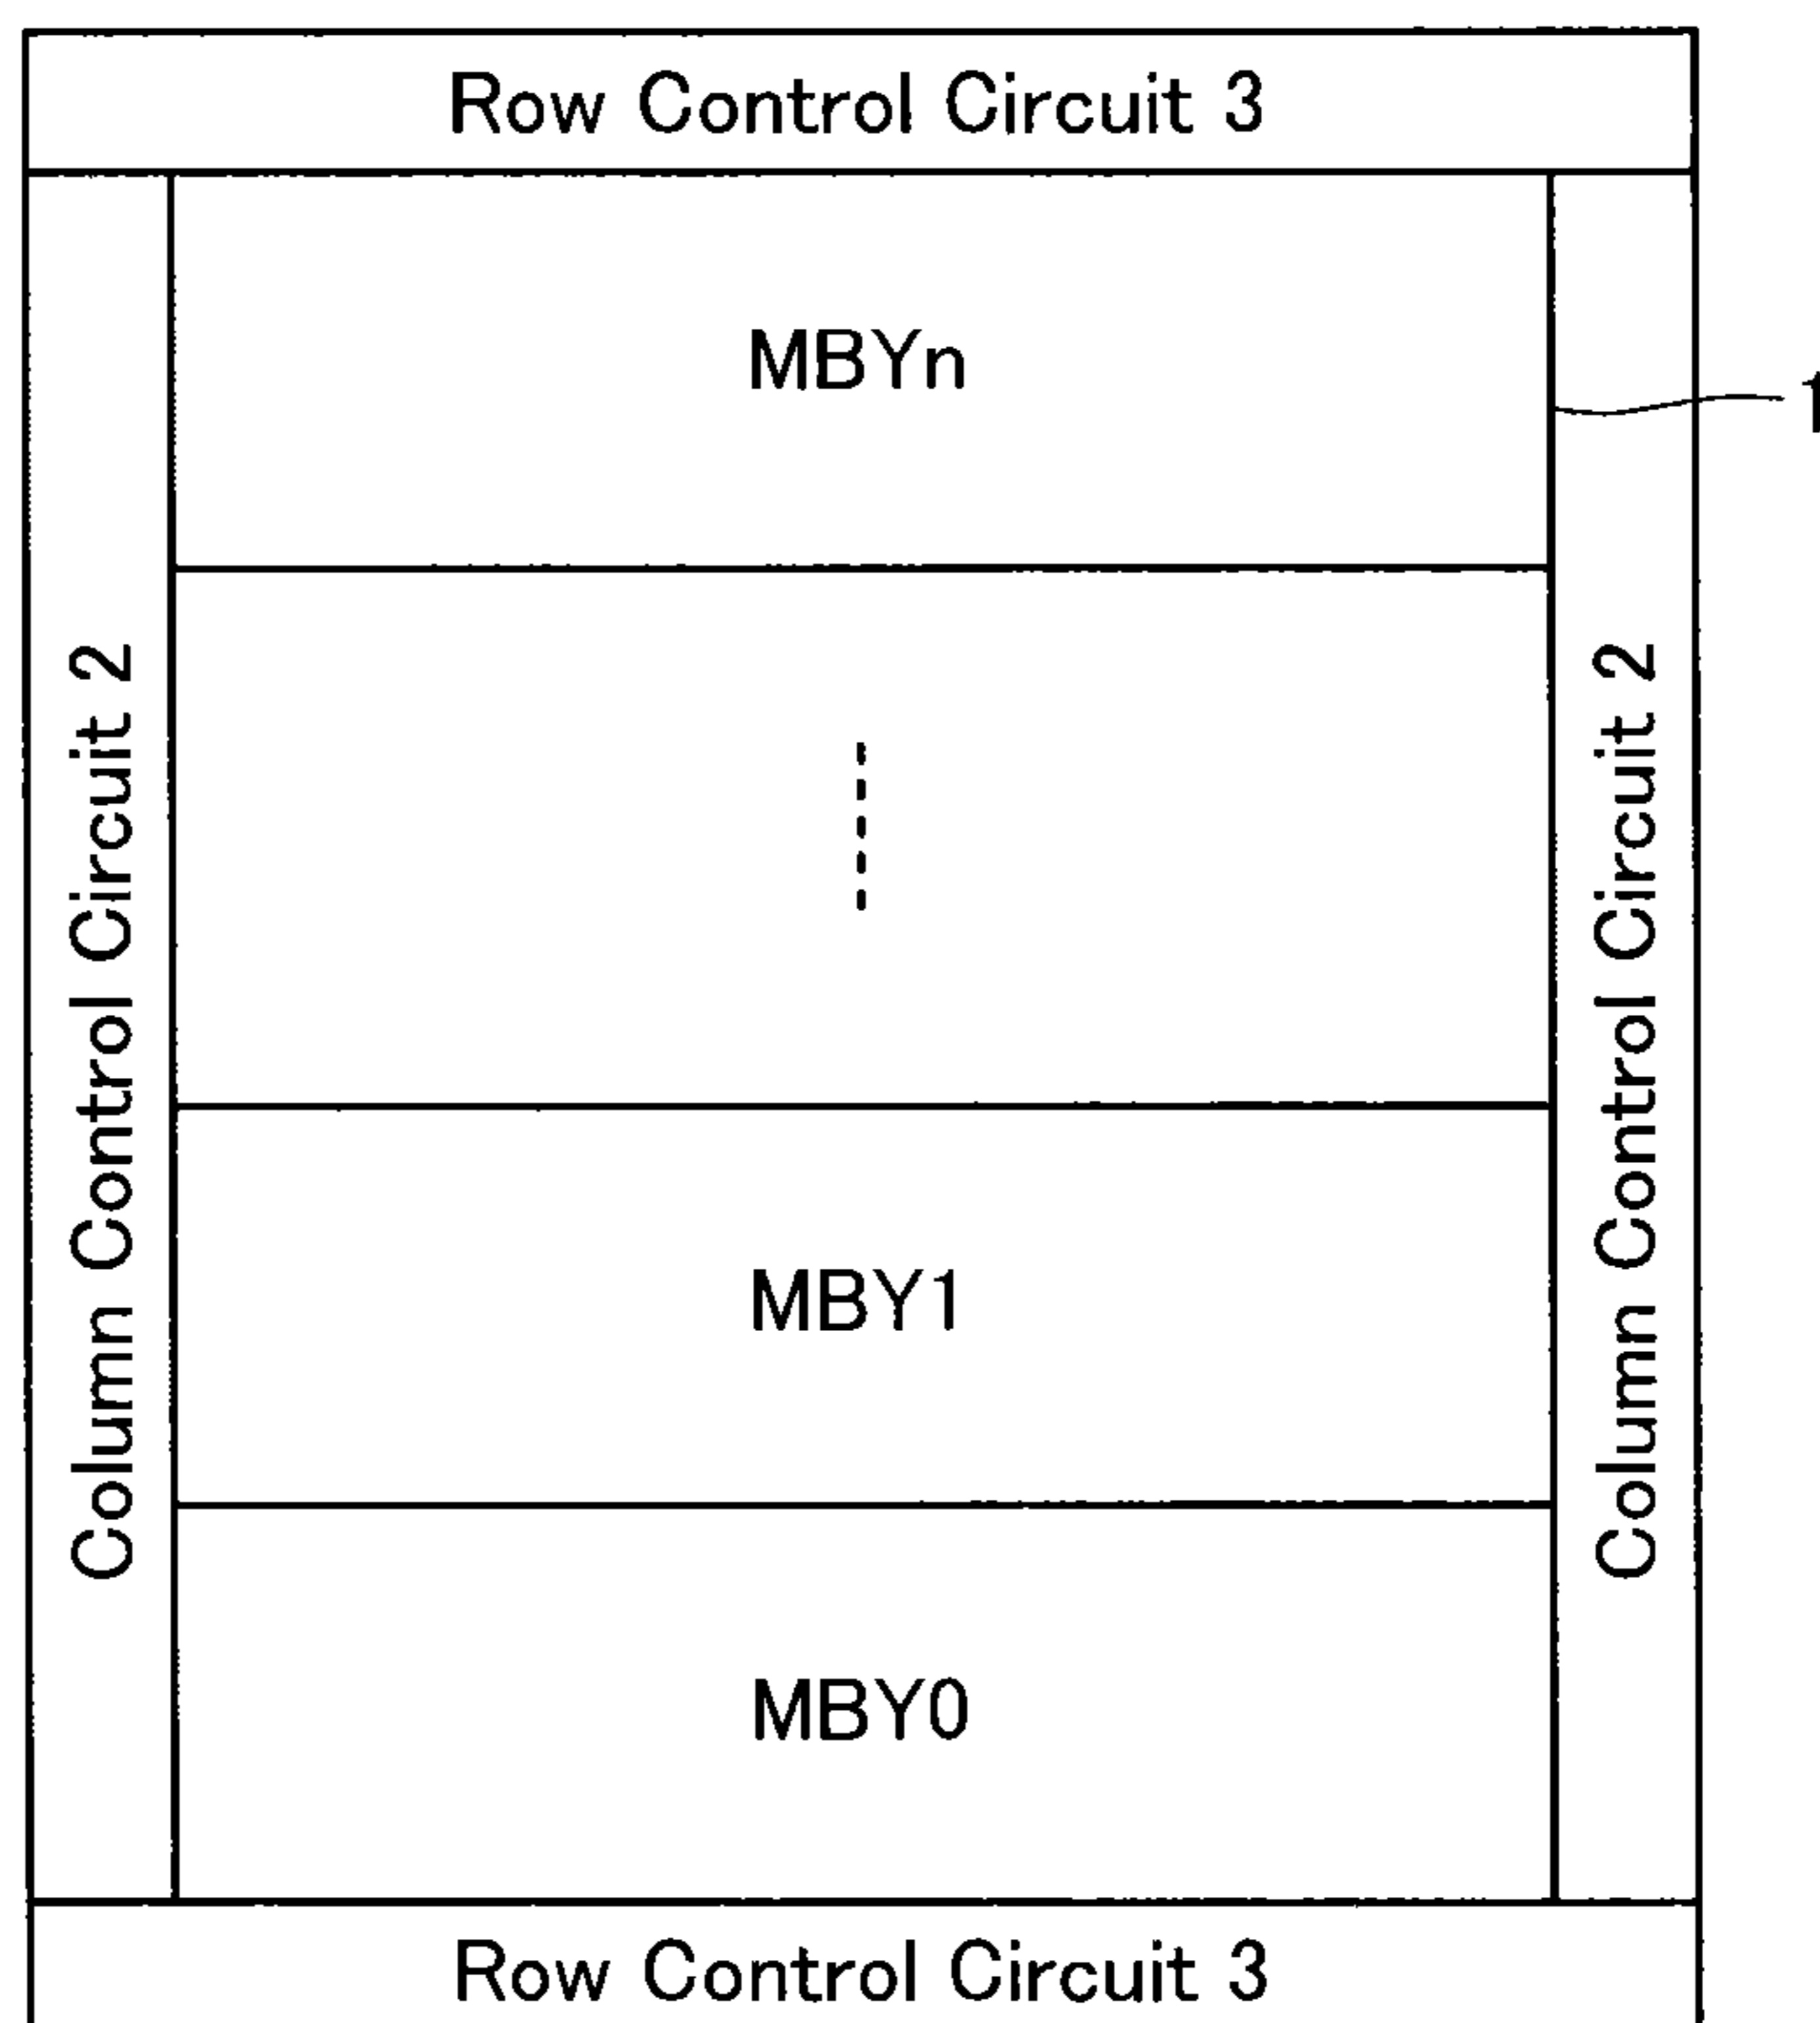 Row Control Circuit 3
MBYn
1
Column Control Circuit 2
Column Control Circuit 2
MBY1
MBY0
Row Control Circuit 3